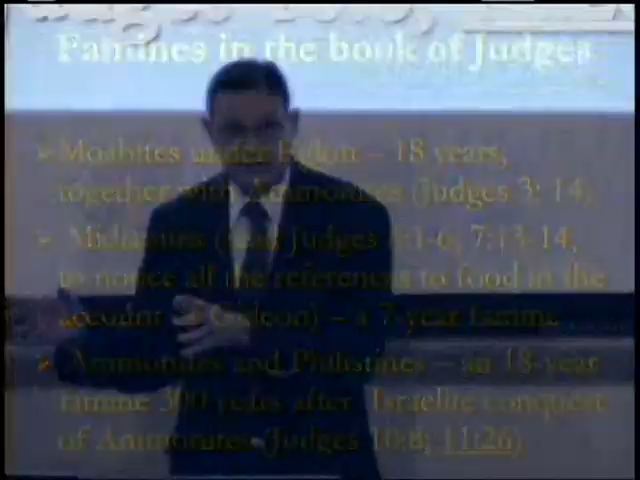 Famines in the book of Judges
➢ Moabites under Eglon – 18 years,
together with Ammonites (Judges 3: 14)
➢ Midianites Judges 6:1-6; 7:13-14,
to notice all the references to food in the
account of Gideon) – a 7-year famine
➢ Ammonites and Philistines – an 18-year
famine 300 years after Israelite conquest
of Ammorites (Judges 10:8; 11:26)